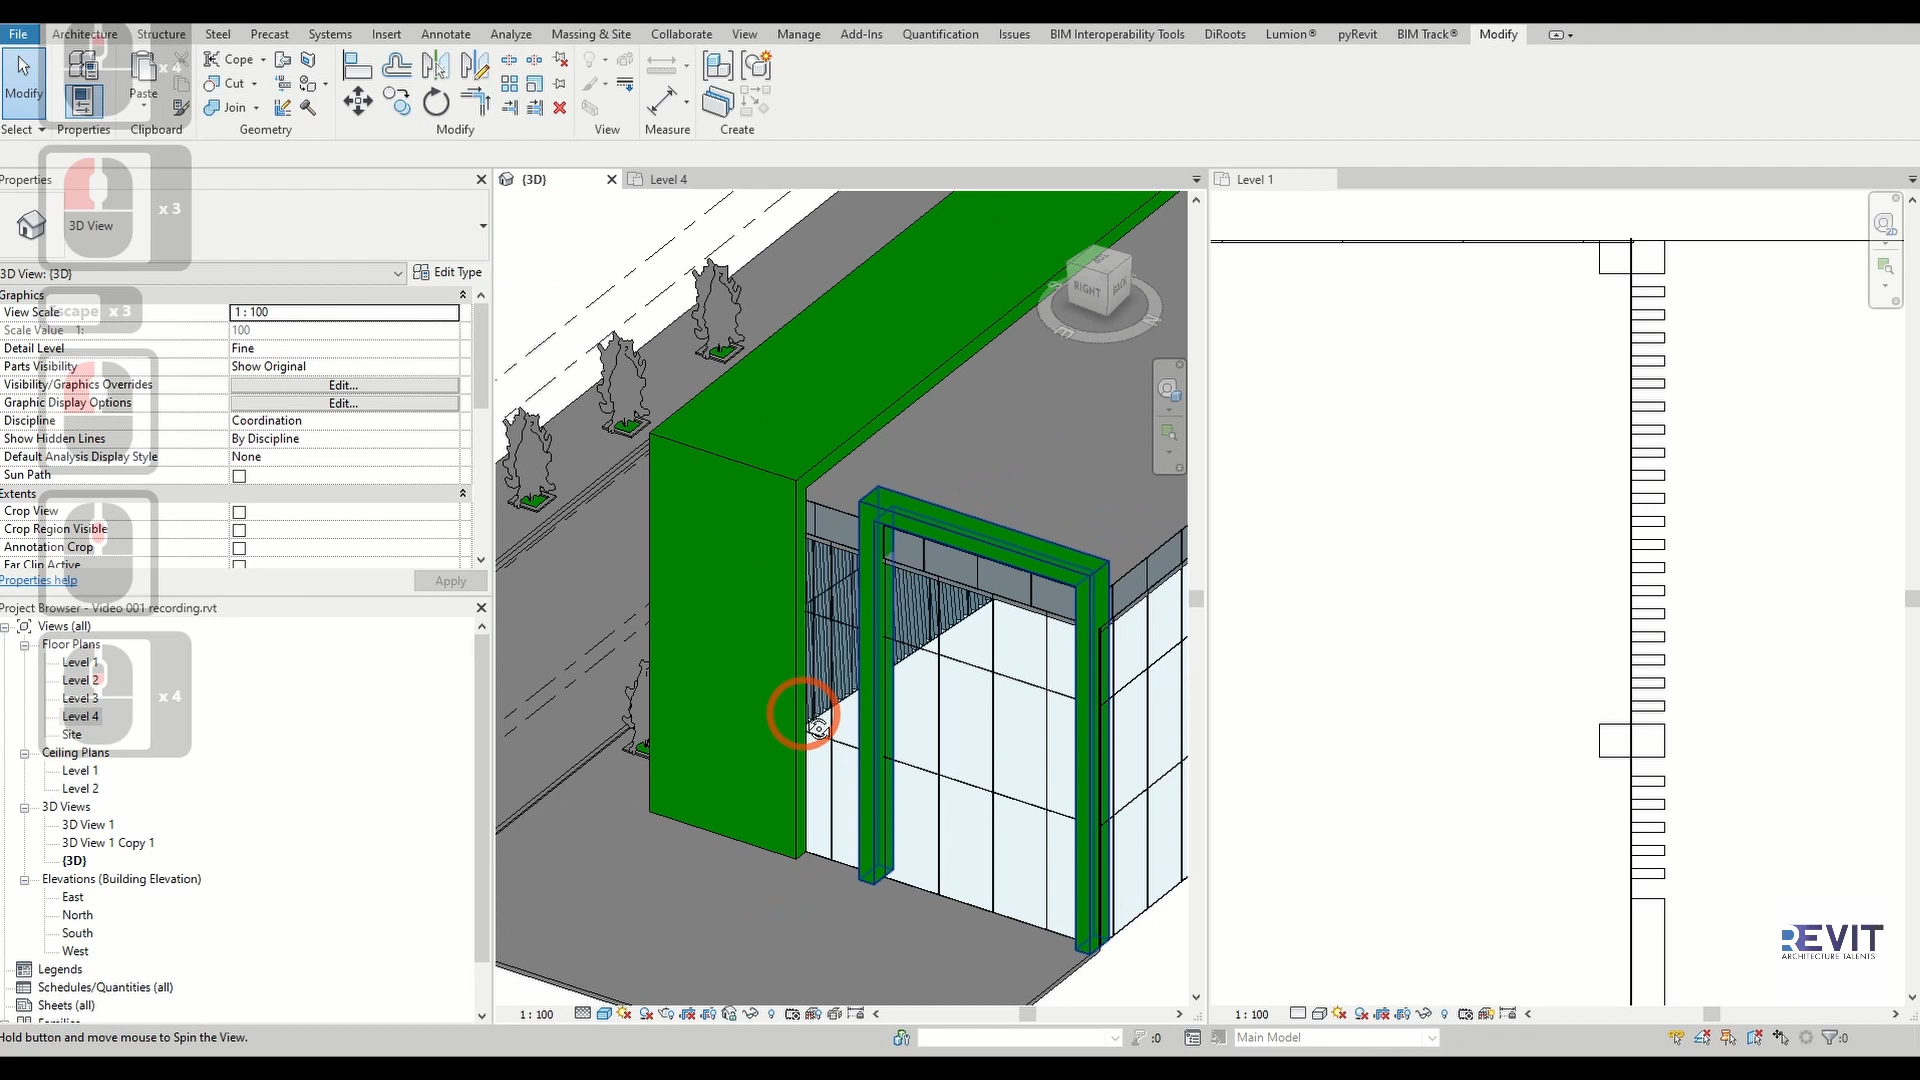 File Architecture Structure Steel Precast Systems Insert Annotate Analyze Massing & Site Collaborate View Manage Add-Ins Quantification Issues BIM Interoperability Tools DiRoots Lumion® pyRevit BIM Track® Modify
x 4
Modify Paste Cope Cut Join
Select Properties Clipboard Geometry Modify View Measure Create
Properties {3D} Level 4 Level 1
x 3
3D View
3D View: {3D} Edit Type
Graphics
View Scale 1 : 100
scape x 3
Scale Value 1: 100
Detail Level Fine
Parts Visibility Show Original
Visibility/Graphics Overrides Edit...
Graphic Display Options Edit...
Discipline Coordination
Show Hidden Lines By Discipline
Default Analysis Display Style None
Sun Path
Extents
Crop View
Crop Region Visible
Annotation Crop
Far Clip Active
Properties help Apply
Project Browser - Video 001 recording.rvt
Views (all)
Floor Plans
Level 1
Level 2
Level 3
x 4
Level 4
Site
Ceiling Plans
Level 1
Level 2
3D Views
3D View 1
3D View 1 Copy 1
{3D}
Elevations (Building Elevation)
East
North
South
West
Legends
Schedules/Quantities (all)
Sheets (all)
RIGHT BACK
2D
REVIT
ARCHITECTURE TALENTS
1 : 100 1 : 100
Hold button and move mouse to Spin the View. :0 Main Model :0